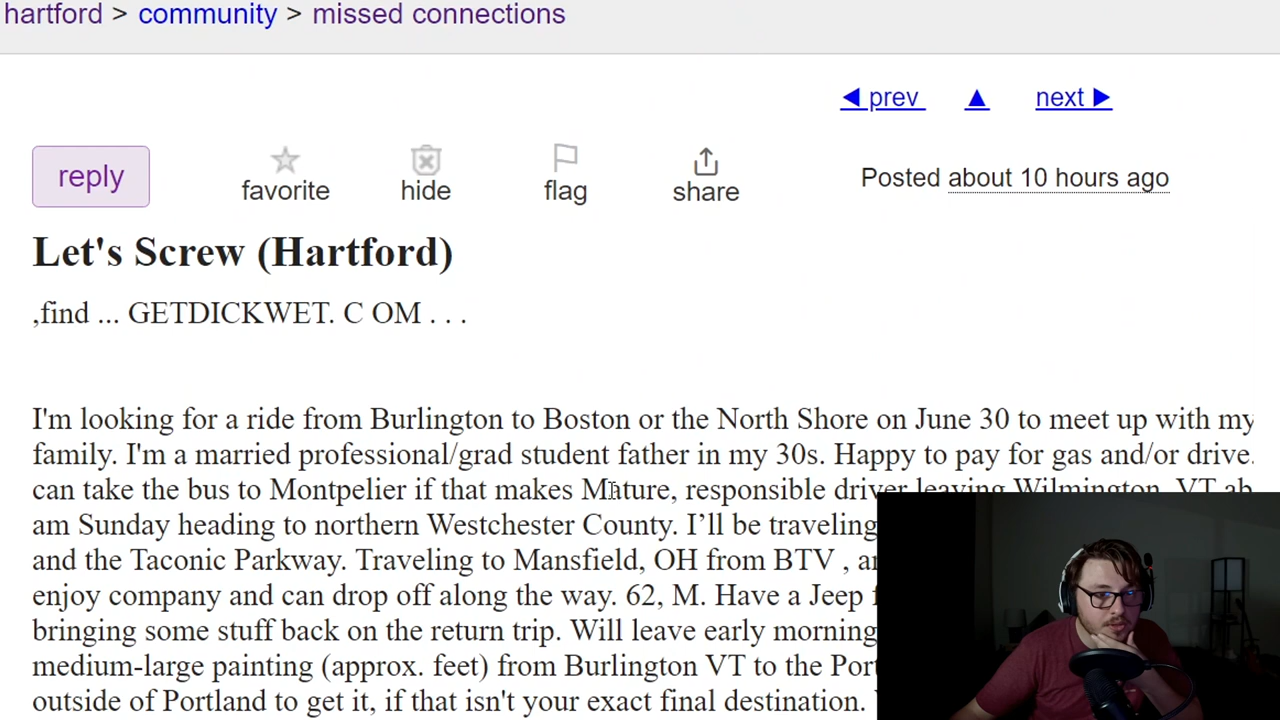 hartford > community > missed connections
◀ prev ▲ next ▶
reply favorite hide flag share Posted about 10 hours ago
Let's Screw (Hartford)
,find ... GETDICKWET. C OM . . .
I'm looking for a ride from Burlington to Boston or the North Shore on June 30 to meet up with my
family. I'm a married professional/grad student father in my 30s. Happy to pay for gas and/or drive.
can take the bus to Montpelier if that makes Mature, responsible driver leaving Wilmington, VT ab
am Sunday heading to northern Westchester County. I’ll be traveling
and the Taconic Parkway. Traveling to Mansfield, OH from BTV , an
enjoy company and can drop off along the way. 62, M. Have a Jeep
bringing some stuff back on the return trip. Will leave early morning
medium-large painting (approx. feet) from Burlington VT to the Port
outside of Portland to get it, if that isn't your exact final destination.